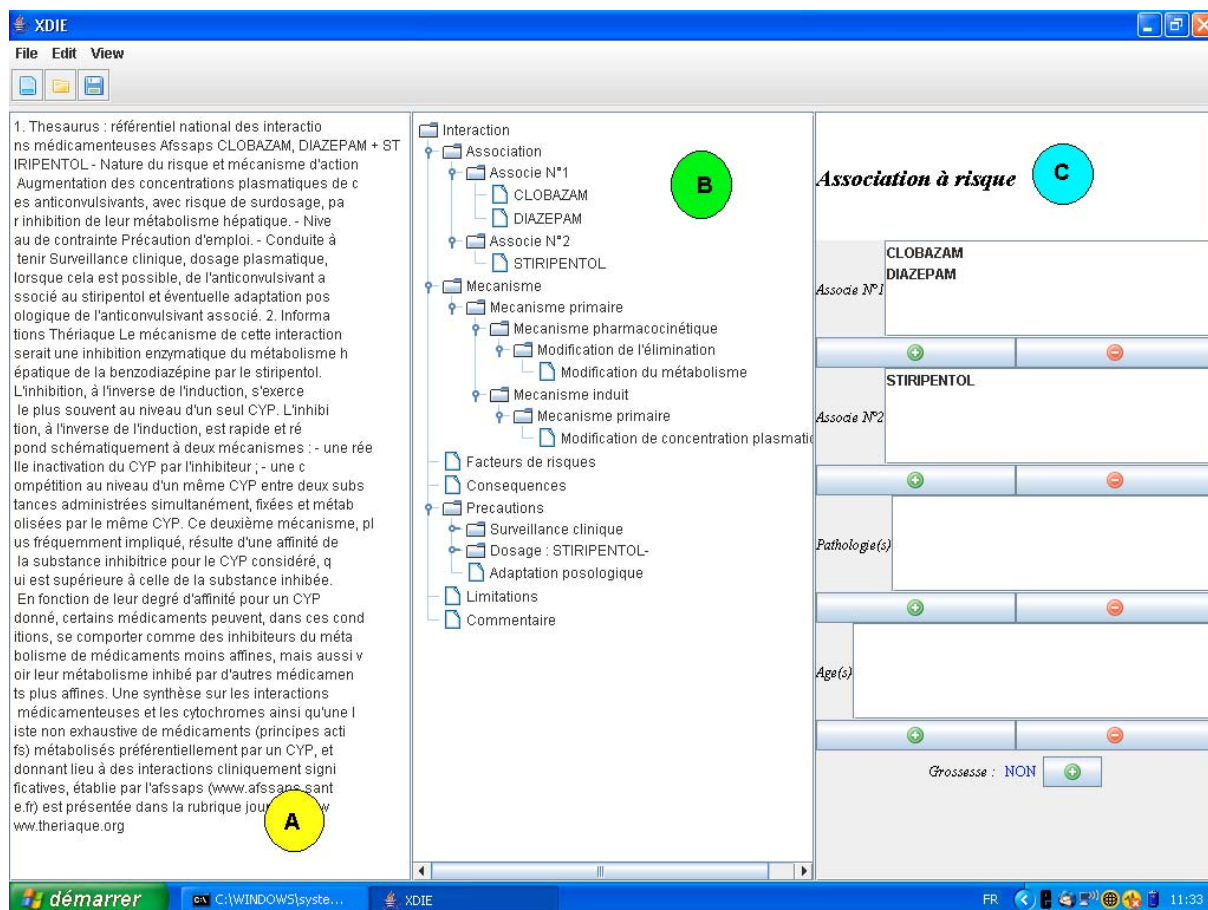 XDIE
File Edit View
1. Thesaurus : référentiel national des interactio
ns médicamenteuses Afssaps CLOBAZAM, DIAZEPAM + ST
IRIPENTOL - Nature du risque et mécanisme d'action
Augmentation des concentrations plasmatiques de c
es anticonvulsivants, avec risque de surdosage, pa
r inhibition de leur métabolisme hépatique. - Nive
au de contrainte Précaution d'emploi. - Conduite à
tenir Surveillance clinique, dosage plasmatique,
lorsque cela est possible, de l'anticonvulsivant a
ssocié au stiripentol et éventuelle adaptation pos
ologique de l'anticonvulsivant associé. 2. Informa
tions Thériaque Le mécanisme de cette interaction
serait une inhibition enzymatique du métabolisme h
épatique de la benzodiazépine par le stiripentol.
L'inhibition, à l'inverse de l'induction, s'exerce
le plus souvent au niveau d'un seul CYP. L'inhibi
tion, à l'inverse de l'induction, est rapide et ré
pond schématiquement à deux mécanismes : - une rée
lle inactivation du CYP par l'inhibiteur ; - une c
ompétition au niveau d'un même CYP entre deux subs
tances administrées simultanément, fixées et métab
olisées par le même CYP. Ce deuxième mécanisme, pl
us fréquemment impliqué, résulte d'une affinité de
la substance inhibitrice pour le CYP considéré, q
ui est supérieure à celle de la substance inhibée.
En fonction de leur degré d'affinité pour un CYP
donné, certains médicaments peuvent, dans ces cond
itions, se comporter comme des inhibiteurs du méta
bolisme de médicaments moins affines, mais aussi v
oir leur métabolisme inhibé par d'autres médicamen
ts plus affines. Une synthèse sur les interactions
médicamenteuses et les cytochromes ainsi qu'une l
iste non exhaustive de médicaments (principes acti
fs) métabolisés préférentiellement par un CYP, et
donnant lieu à des interactions cliniquement signi
ficatives, établie par l'afssaps (www.afssaps.sant
e.fr) est présentée dans la rubrique jou w
ww.theriaque.org
A
Interaction
Association
Associe N°1
CLOBAZAM
DIAZEPAM
Associe N°2
STIRIPENTOL
Mecanisme
Mecanisme primaire
Mecanisme pharmacocinétique
Modification de l'élimination
Modification du métabolisme
Mecanisme induit
Mecanisme primaire
Modification de concentration plasmatic
Facteurs de risques
Consequences
Precautions
Surveillance clinique
Dosage : STIRIPENTOL-
Adaptation posologique
Limitations
Commentaire
B
Association à risque
C
Associe N°1
CLOBAZAM
DIAZEPAM
Associe N°2
STIRIPENTOL
Pathologie(s)
Age(s)
Grossesse : NON
démarrer
C:\WINDOWS\syste...
XDIE
FR
11:33